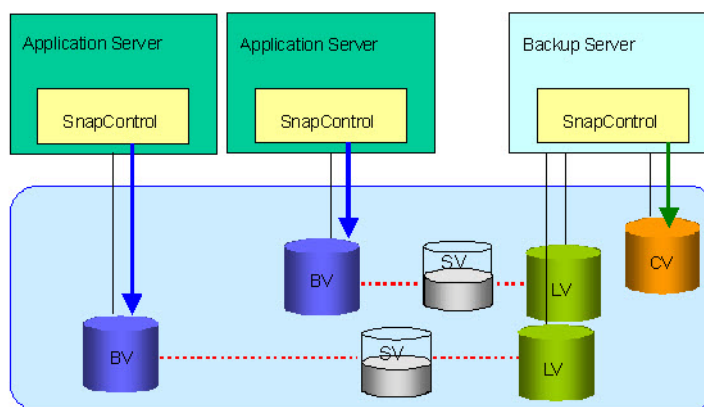 Application Server
Application Server
Backup Server
SnapControl
SnapControl
SnapControl
SV
BV
LV
CV
BV
SV
LV